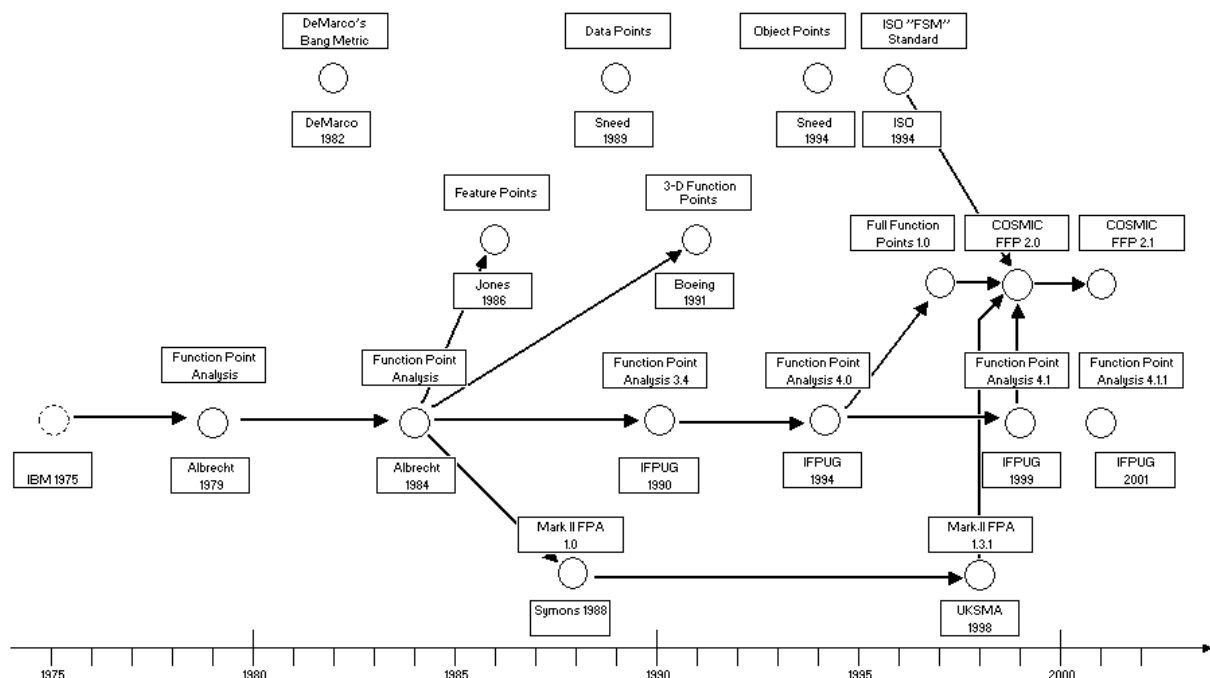 DeMarco's
Bang Metric
Data Points
Object Points
ISO "FSM"
Standard
DeMarco
1982
Sneed
1989
Sneed
1994
ISO
1994
Feature Points
3-D Function
Points
Full Function
Points 1.0
COSMIC
FFP 2.0
COSMIC
FFP 2.1
Jones
1986
Boeing
1991
Function Point
Analysis
Function Point
Analysis
Function Point
Analysis 3.4
Function Point
Analysis 4.0
Function Point
Analysis 4.1
Function Point
Analysis 4.1.1
IBM 1975
Albrecht
1979
Albrecht
1984
IFPUG
1990
IFPUG
1994
IFPUG
1999
IFPUG
2001
Mark II FPA
1.0
Mark II FPA
1.3.1
Symons 1988
UKSMA
1998
1975
1980
1985
1990
1995
2000